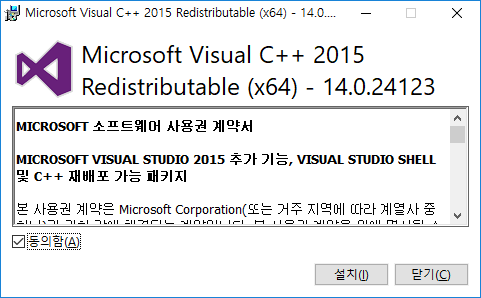 Microsoft Visual C++ 2015 Redistributable (x64) - 14.0....
Microsoft Visual C++ 2015
Redistributable (x64) - 14.0.24123
MICROSOFT 소프트웨어 사용권 계약서
MICROSOFT VISUAL STUDIO 2015 추가 기능, VISUAL STUDIO SHELL
및 C++ 재배포 가능 패키지
본 사용권 계약은 Microsoft Corporation(또는 거주 지역에 따라 계열사 중
동의함(A)
설치(I)
닫기(C)